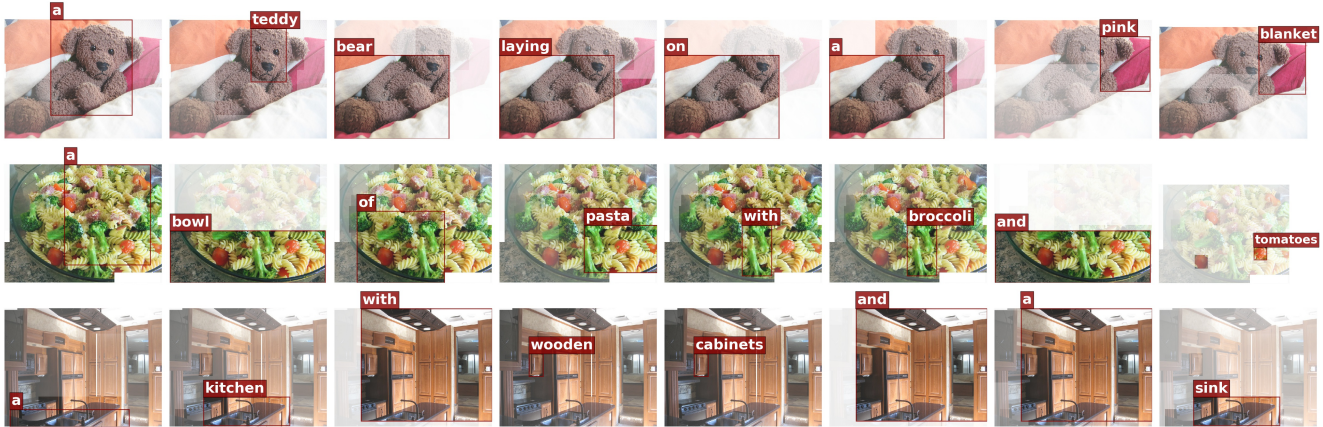 a teddy bear laying on a pink blanket
a bowl of pasta with broccoli and tomatoes
a kitchen with wooden cabinets and a sink